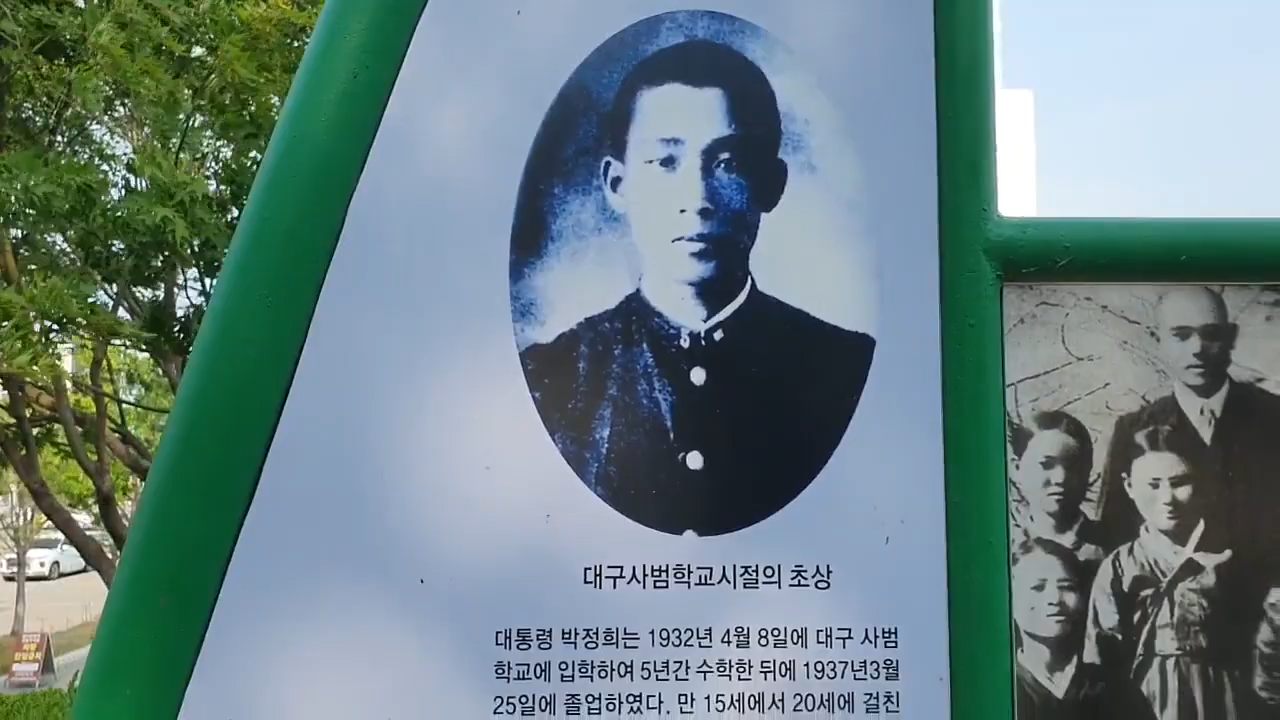 대구사범학교시절의 초상
대통령 박정희는 1932년 4월 8일에 대구 사범
학교에 입학하여 5년간 수학한 뒤에 1937년3월
25일에 졸업하였다. 만 15세에서 20세에 걸친